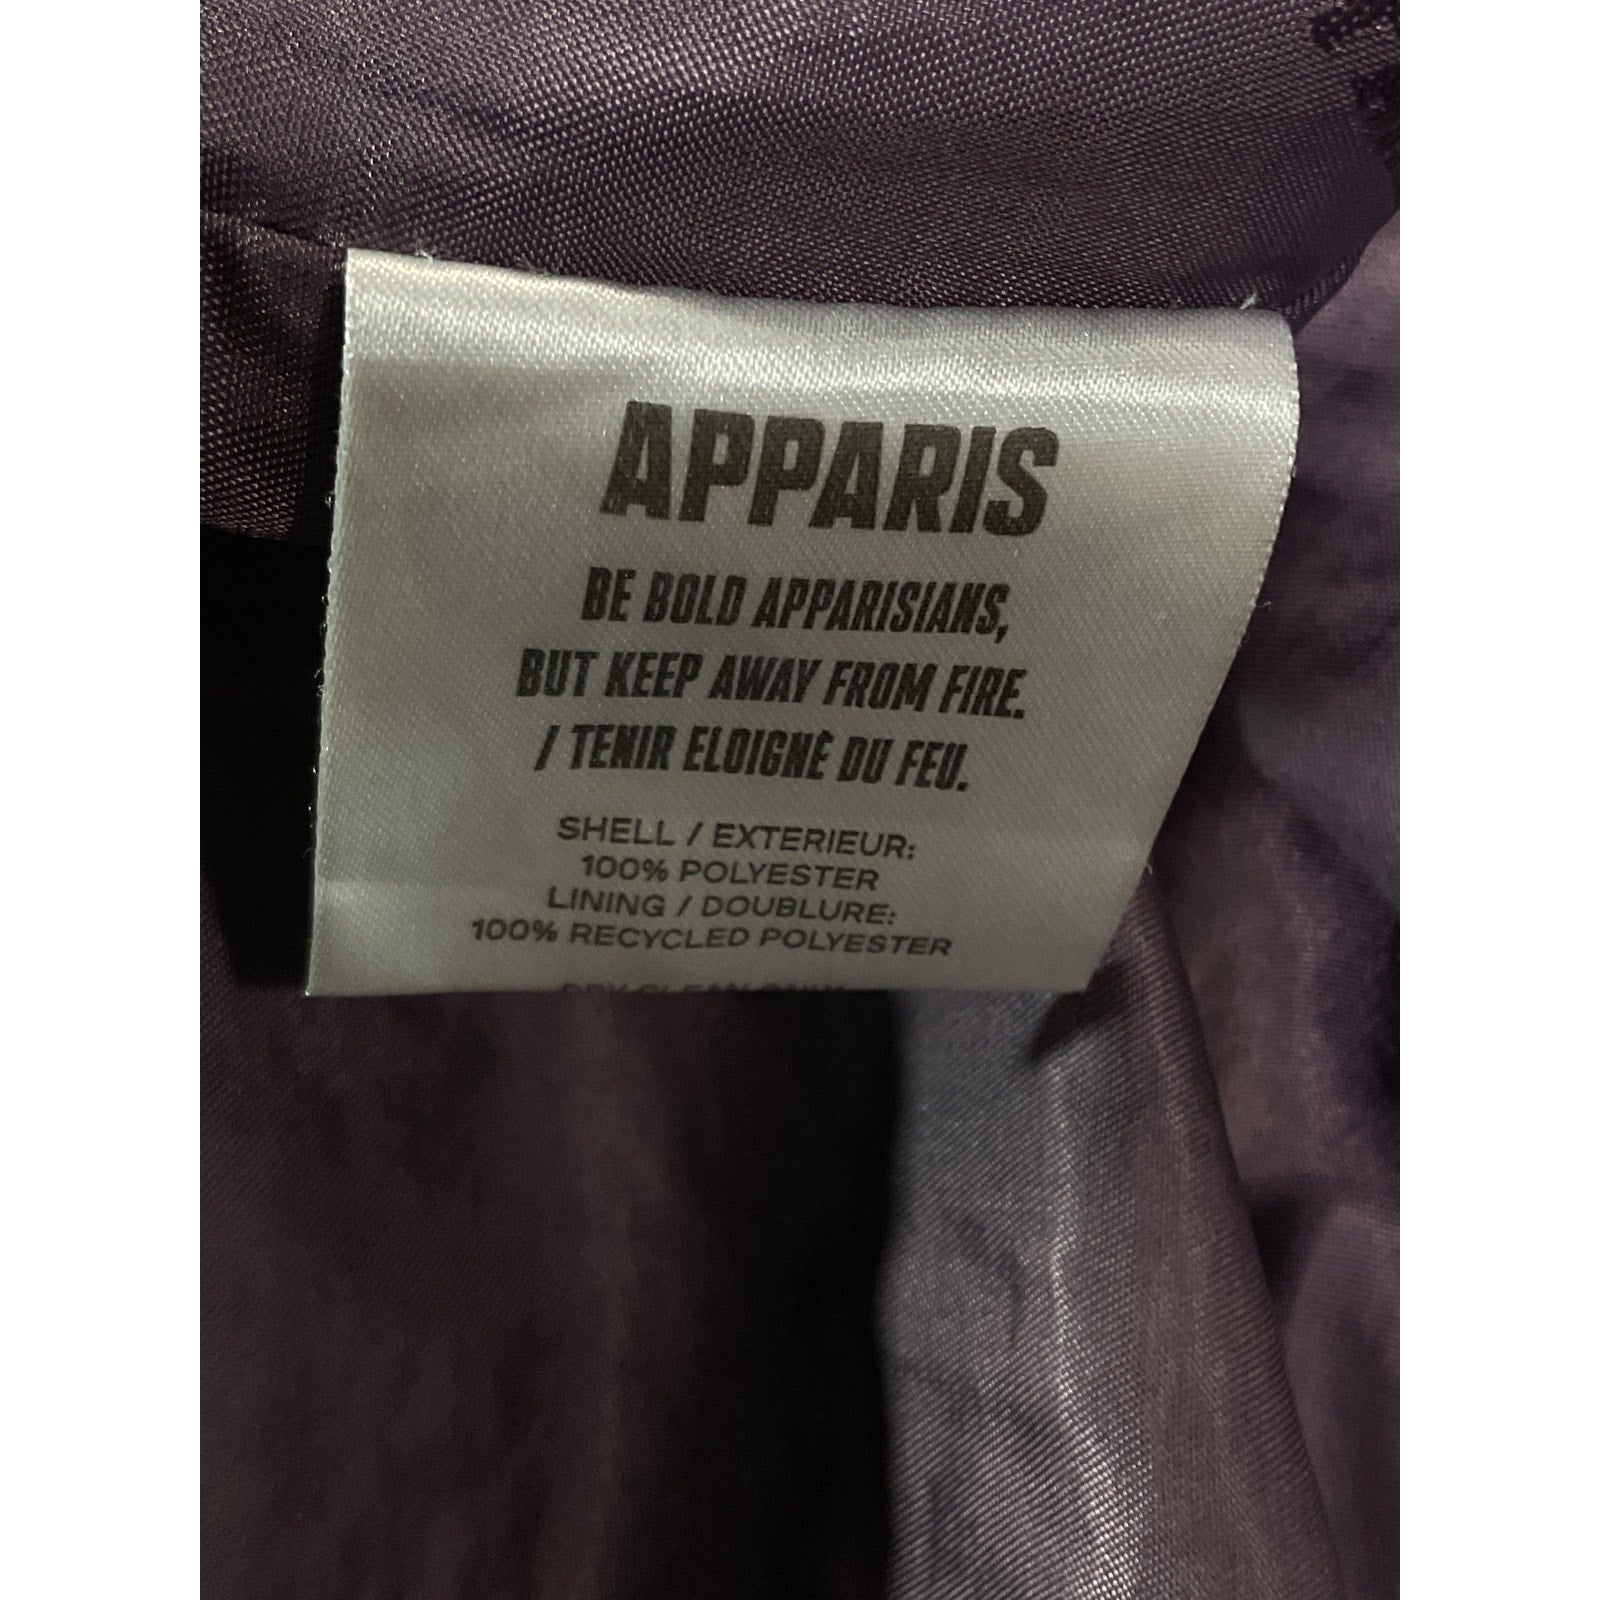 APPARIS
BE BOLD APPARISIANS,
BUT KEEP AWAY FROM FIRE.
/ TENIR ELOIGNÉ DU FEU.
SHELL / EXTERIEUR:
100% POLYESTER
LINING / DOUBLURE:
100% RECYCLED POLYESTER